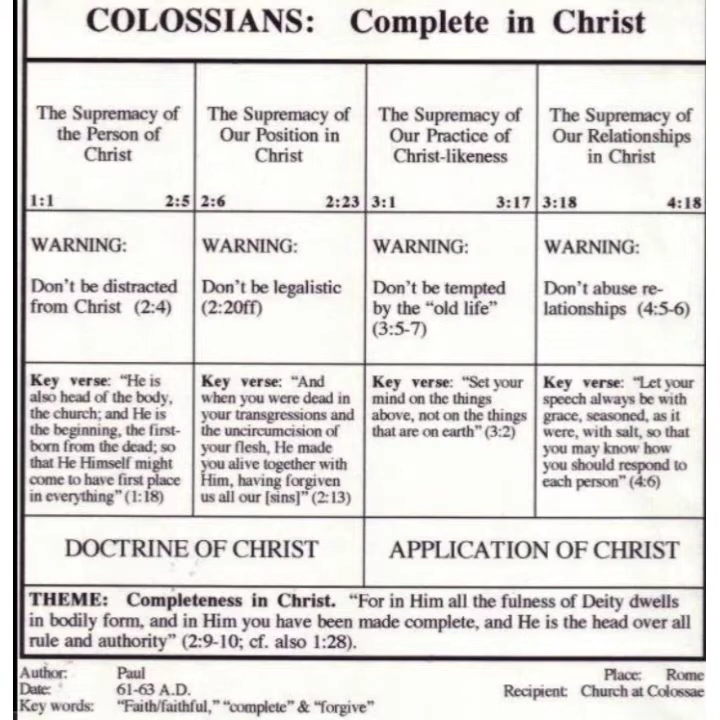 COLOSSIANS: Complete in Christ
The Supremacy of
the Person of
Christ
1:1 2:5
The Supremacy of
Our Position in
Christ
2:6 2:23
The Supremacy of
Our Practice of
Christ-likeness
3:1 3:17
The Supremacy of
Our Relationships
in Christ
3:18 4:18
WARNING:
Don't be distracted
from Christ (2:4)
WARNING:
Don't be legalistic
(2:20ff)
WARNING:
Don't be tempted
by the "old life"
(3:5-7)
WARNING:
Don't abuse re-
lationships (4:5-6)
Key verse: "He is
also head of the body,
the church; and He is
the beginning, the first-
born from the dead; so
that He Himself might
come to have first place
in everything" (1:18)
Key verse: "And
when you were dead in
your transgressions and
the uncircumcision of
your flesh, He made
you alive together with
Him, having forgiven
us all our [sins]" (2:13)
Key verse: "Set your
mind on the things
above, not on the things
that are on earth" (3:2)
Key verse: "Let your
speech always be with
grace, seasoned, as it
were, with salt, so that
you may know how
you should respond to
each person" (4:6)
DOCTRINE OF CHRIST
APPLICATION OF CHRIST
THEME: Completeness in Christ. "For in Him all the fulness of Deity dwells
in bodily form, and in Him you have been made complete, and He is the head over all
rule and authority" (2:9-10; cf. also 1:28).
Author: Paul
Date: 61-63 A.D.
Key words: "Faith/faithful," "complete" & "forgive"
Place: Rome
Recipient: Church at Colossae